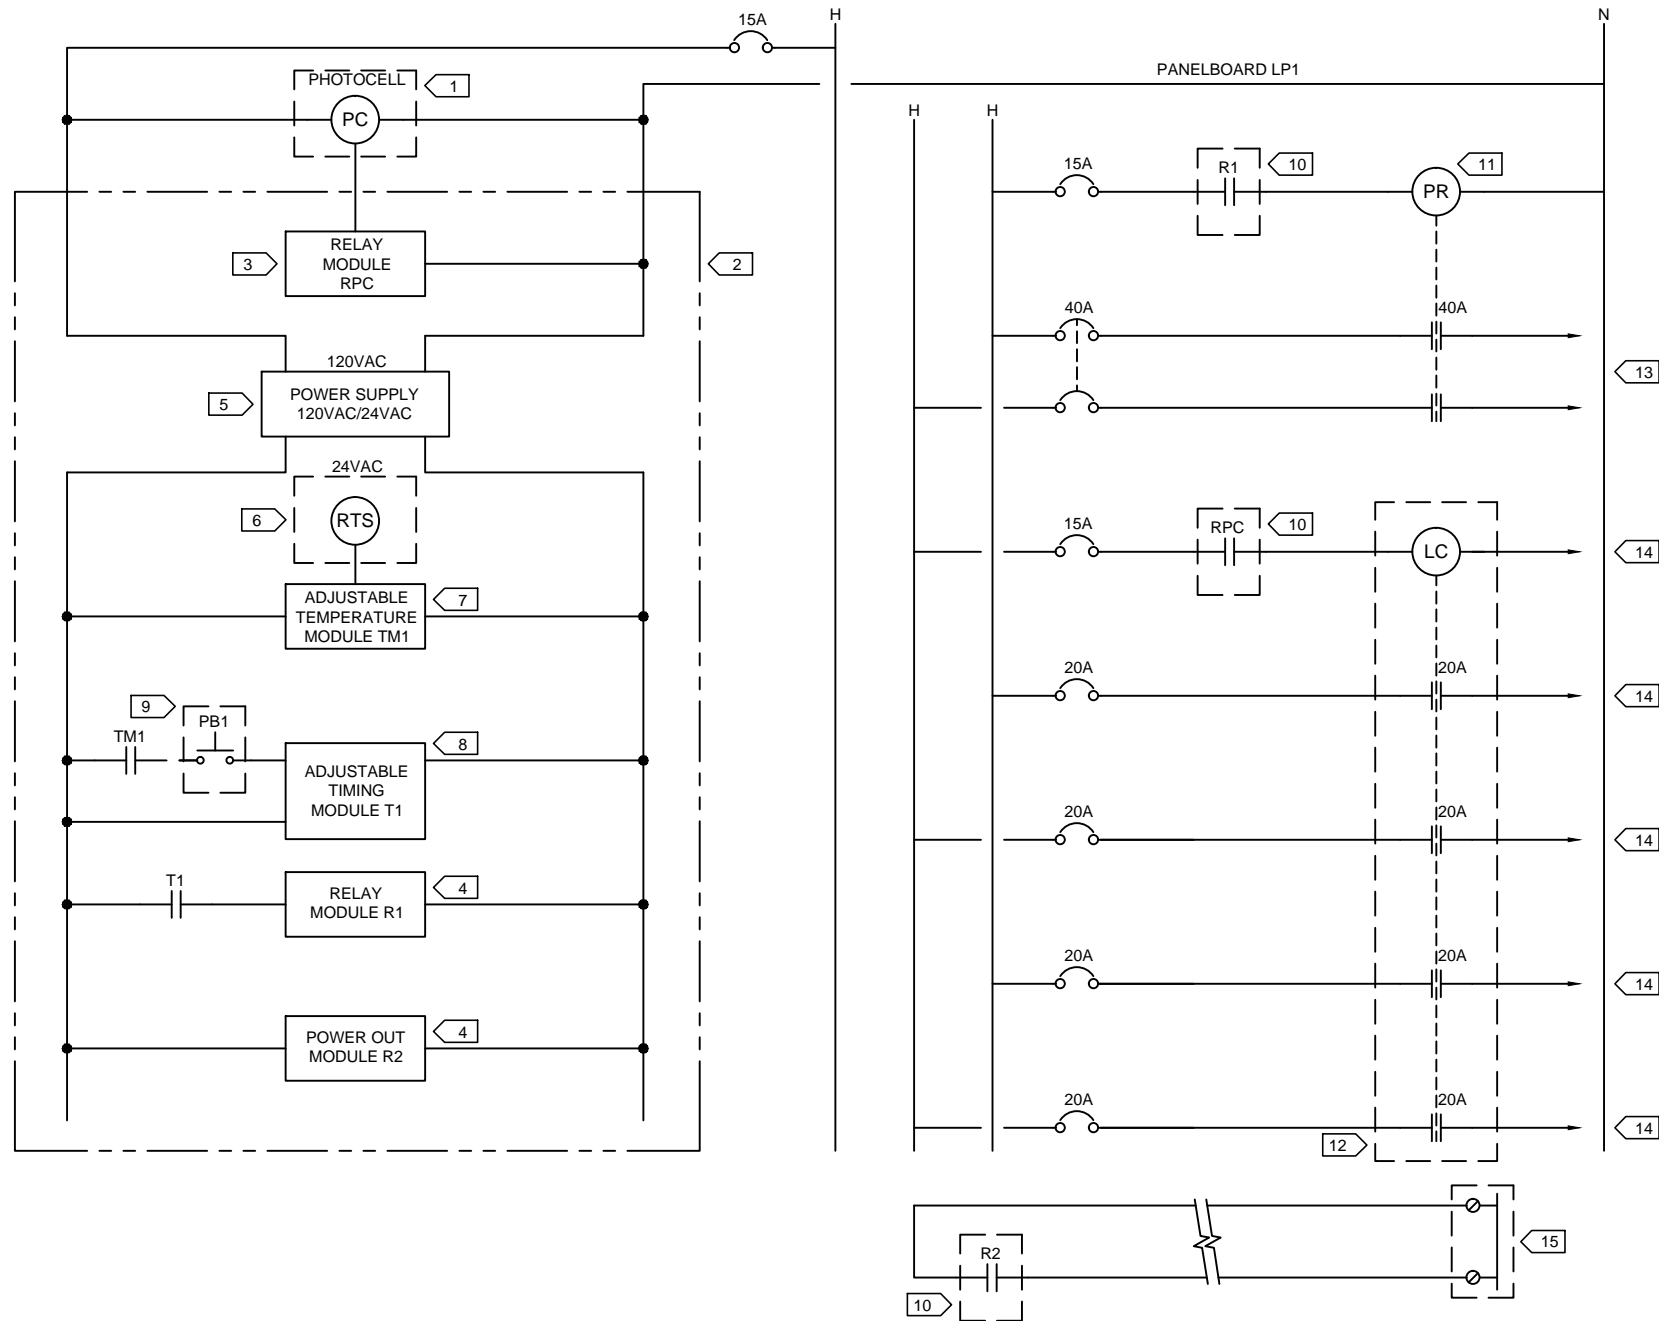 15A
H
N
PHOTOCELL
1
PANELBOARD LP1
PC
H
H
15A
R1
10
11
PR
RELAY
MODULE
RPC
3
2
40A
40A
120VAC
POWER SUPPLY
120VAC/24VAC
5
13
24VAC
RTS
6
15A
RPC
10
LC
14
ADJUSTABLE
TEMPERATURE
MODULE TM1
7
20A
20A
14
9
PB1
TM1
8
ADJUSTABLE
TIMING
MODULE T1
20A
20A
14
T1
RELAY
MODULE R1
4
20A
20A
14
POWER OUT
MODULE R2
4
20A
20A
14
12
R2
15
10